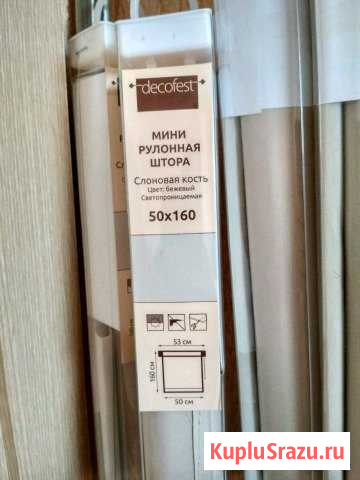 decofest
МИНИ
РУЛОННАЯ
ШТОРА
Слоновая кость
Цвет: бежевый
Светопроницаемая
50x160
53 см
160 см
50 см
KupluSrazu.ru